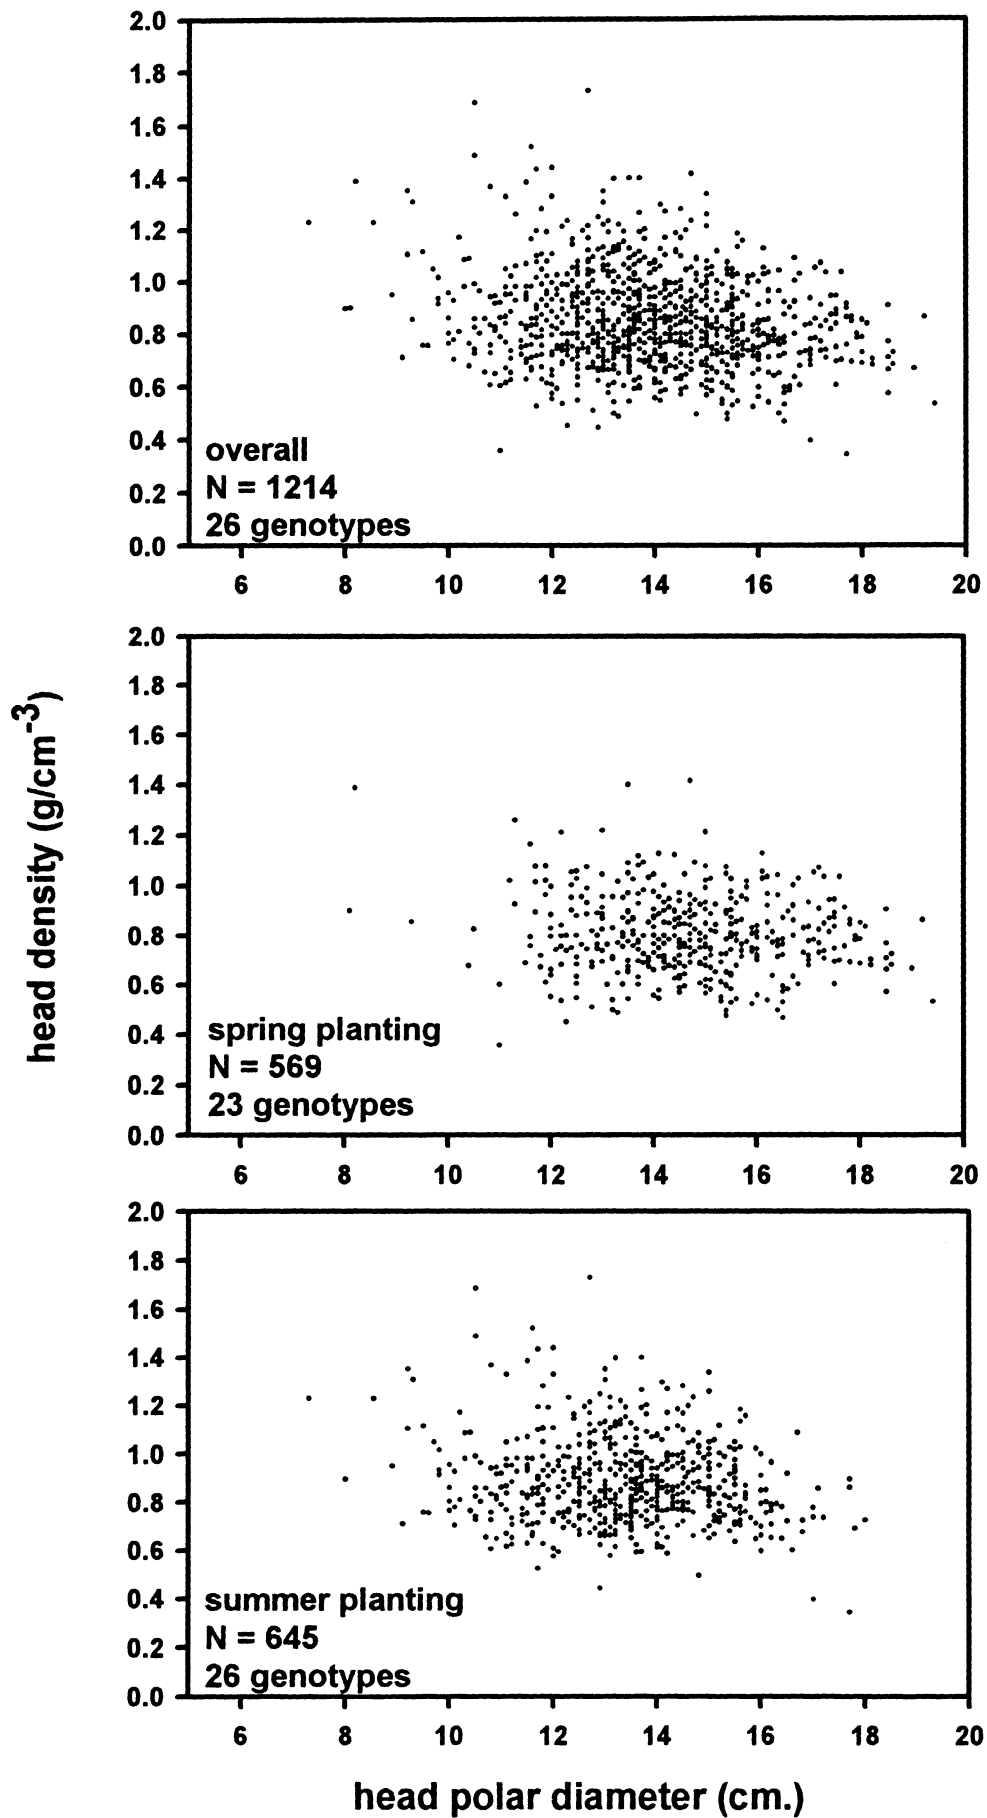 2.0
1.8
1.6
1.4
1.2
1.0
0.8
0.6
0.4
0.2
0.0
overall
N = 1214
26 genotypes
6 8 10 12 14 16 18 20
head density (g/cm-3)
2.0
1.8
1.6
1.4
1.2
1.0
0.8
0.6
0.4
0.2
0.0
spring planting
N = 569
23 genotypes
6 8 10 12 14 16 18 20
2.0
1.8
1.6
1.4
1.2
1.0
0.8
0.6
0.4
0.2
0.0
summer planting
N = 645
26 genotypes
6 8 10 12 14 16 18 20
head polar diameter (cm.)